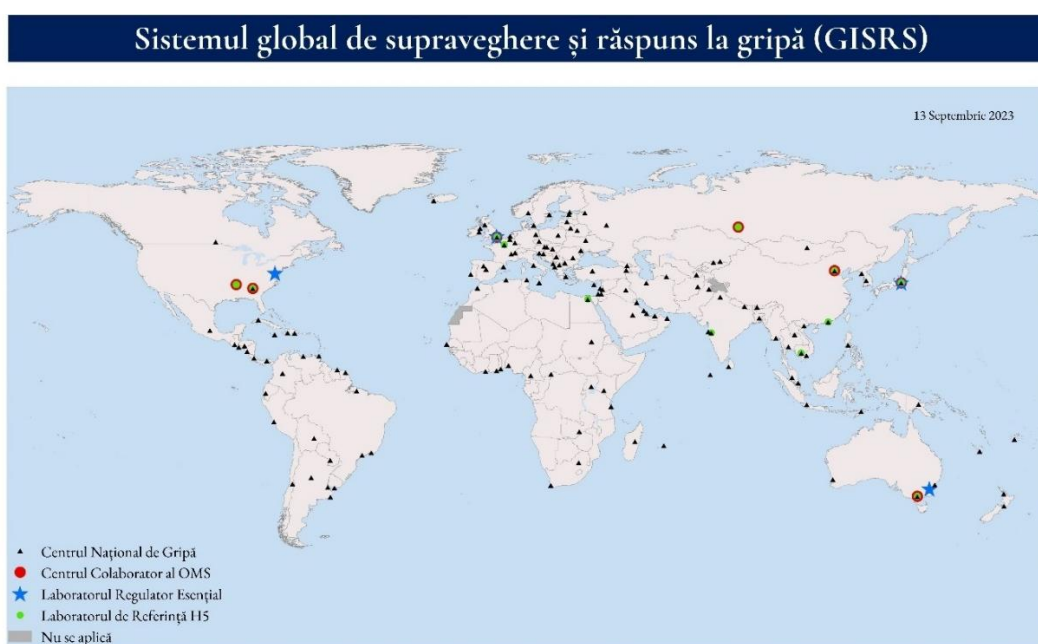 Sistemul global de supraveghere și răspuns la gripă (GISRS)
13 Septembrie 2023
Centrul Național de Gripă
Centrul Colaborator al OMS
Laboratorul Regulator Esențial
Laboratorul de Referință H5
Nu se aplică